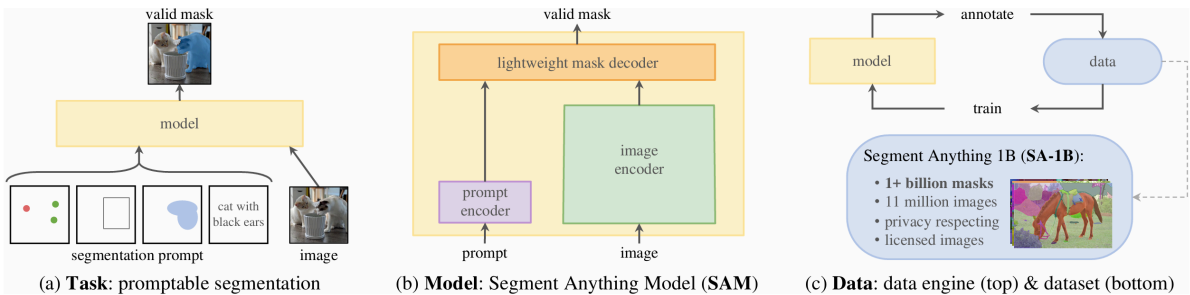 valid mask
model
cat with
black ears
segmentation prompt
image
(a) Task: promptable segmentation
valid mask
lightweight mask decoder
image
encoder
prompt
encoder
prompt
image
(b) Model: Segment Anything Model (SAM)
annotate
model
data
train
Segment Anything 1B (SA-1B):
• 1+ billion masks
• 11 million images
• privacy respecting
• licensed images
(c) Data: data engine (top) & dataset (bottom)